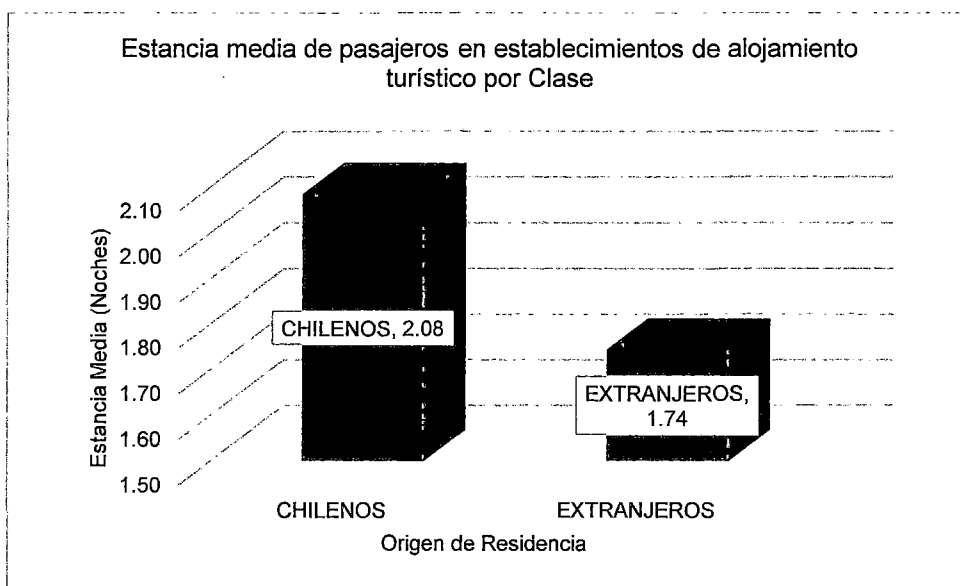 Estancia media de pasajeros en establecimientos de alojamiento
turístico por Clase
Estancia Media (Noches)
2.10
2.00
1.90
1.80
1.70
1.60
1.50
CHILENOS, 2.08
EXTRANJEROS,
1.74
CHILENOS
EXTRANJEROS
Origen de Residencia